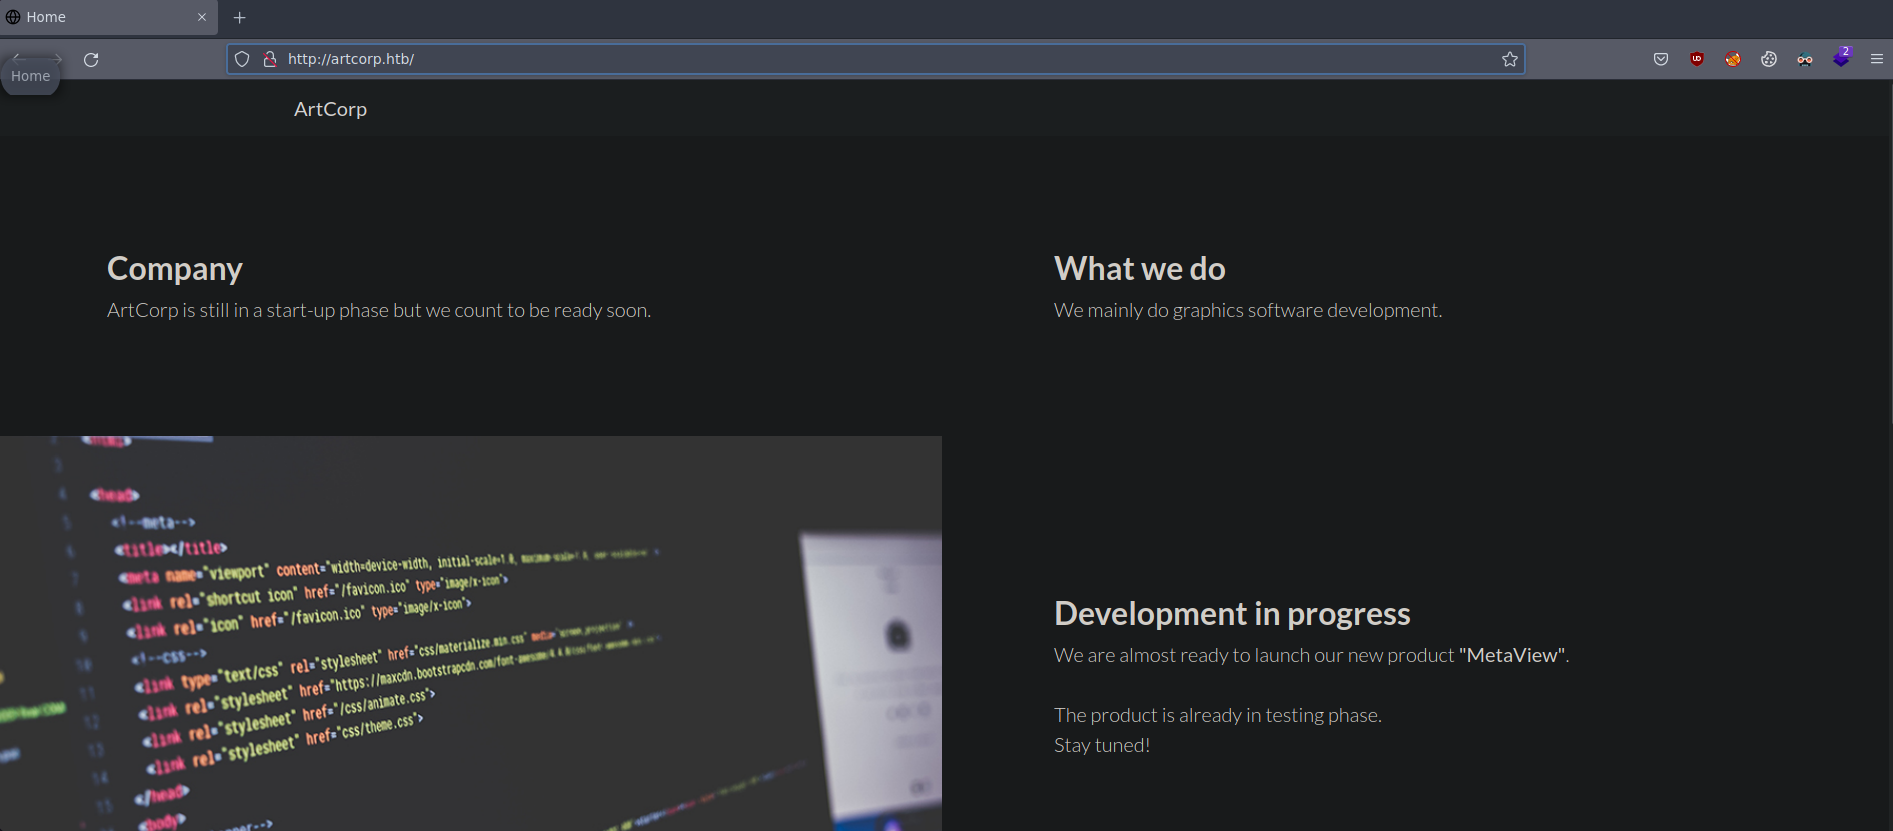 Home
http://artcorp.htb/
2
Home
ArtCorp
Company
ArtCorp is still in a start-up phase but we count to be ready soon.
What we do
We mainly do graphics software development.
<head>
<!--meta-->
<title></title>
<meta name="viewport" content="width=device-width, initial-scale=1.0,
<link rel="shortcut icon" href="/favicon.ico" type="image/x-icon">
<link rel="icon" href="/favicon.ico" type="image/x-icon">
<!--css-->
<link type="text/css" rel="stylesheet" href="css/materialize.min.css"
<link rel="stylesheet" href="https://maxcdn.bootstrapcdn.com/font-awesome/4.4.0/css/
<link rel="stylesheet" href="/css/animate.css">
<link rel="stylesheet" href="css/theme.css">
</head>
<body>
Development in progress
We are almost ready to launch our new product "MetaView".
The product is already in testing phase.
Stay tuned!